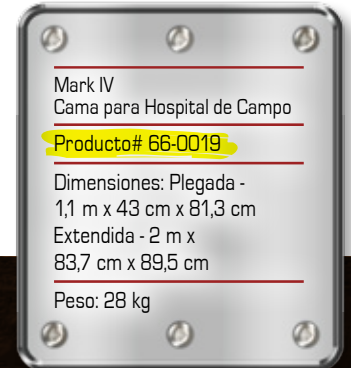 Mark IV
Cama para Hospital de Campo
Producto# 66-0019
Dimensiones: Plegada -
1,1 m x 43 cm x 81,3 cm
Extendida - 2 m x
83,7 cm x 89,5 cm
Peso: 28 kg